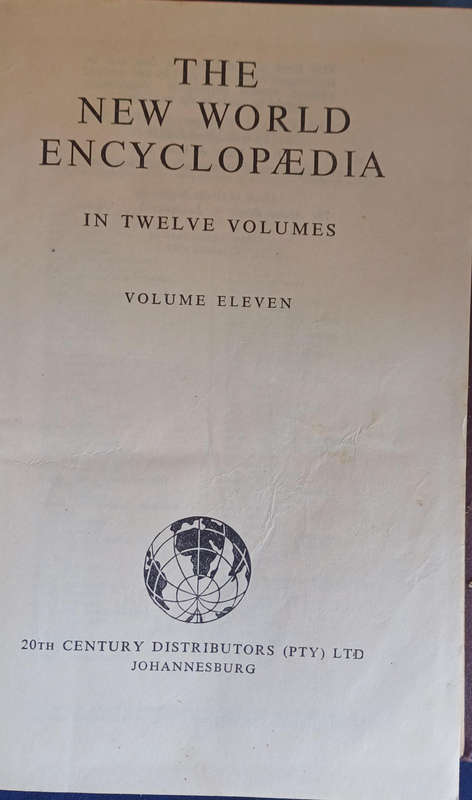 THE
NEW WORLD
ENCYCLOPÆDIA
IN TWELVE VOLUMES
VOLUME ELEVEN
20TH CENTURY DISTRIBUTORS (PTY) LTD
JOHANNESBURG